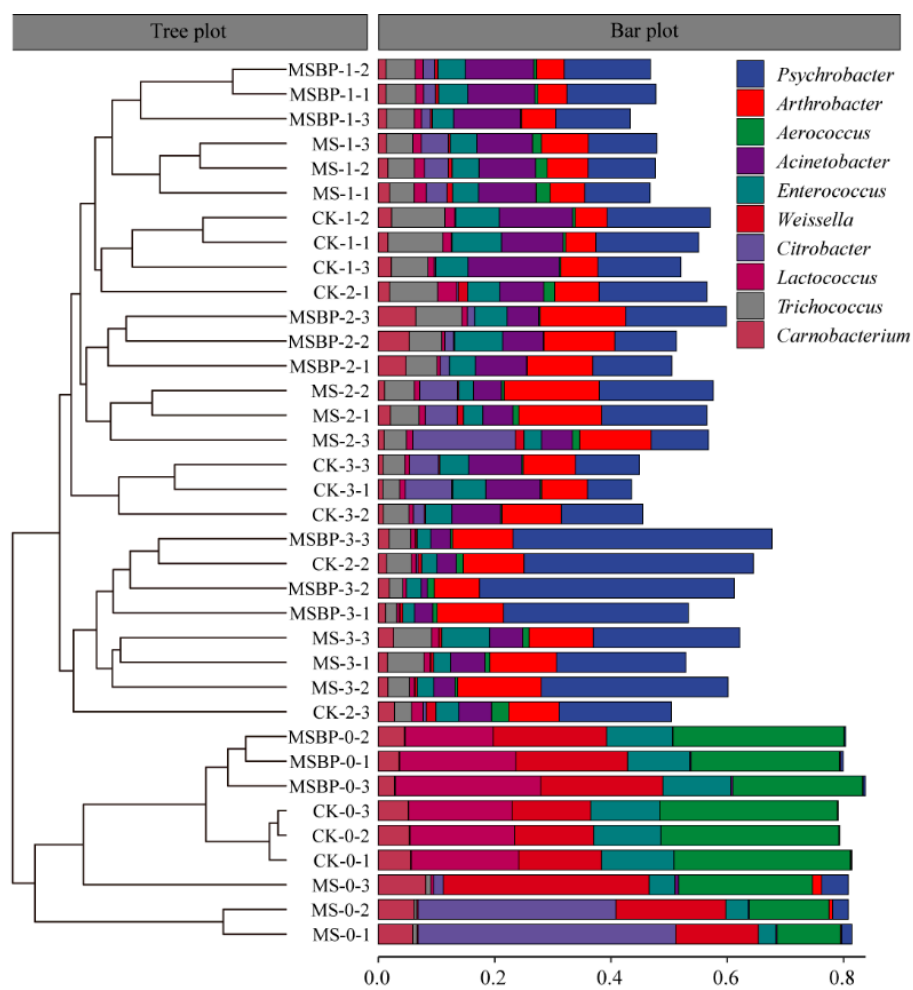 Tree plot
Bar plot
MSBP-1-2
MSBP-1-1
MSBP-1-3
MS-1-3
MS-1-2
MS-1-1
CK-1-2
CK-1-1
CK-1-3
CK-2-1
MSBP-2-3
MSBP-2-2
MSBP-2-1
MS-2-2
MS-2-1
MS-2-3
CK-3-3
CK-3-1
CK-3-2
MSBP-3-3
CK-2-2
MSBP-3-2
MSBP-3-1
MS-3-3
MS-3-1
MS-3-2
CK-2-3
MSBP-0-2
MSBP-0-1
MSBP-0-3
CK-0-3
CK-0-2
CK-0-1
MS-0-3
MS-0-2
MS-0-1
Psychrobacter
Arthrobacter
Aerococcus
Acinetobacter
Enterococcus
Weissella
Citrobacter
Lactococcus
Trichococcus
Carnobacterium
0.0 0.2 0.4 0.6 0.8